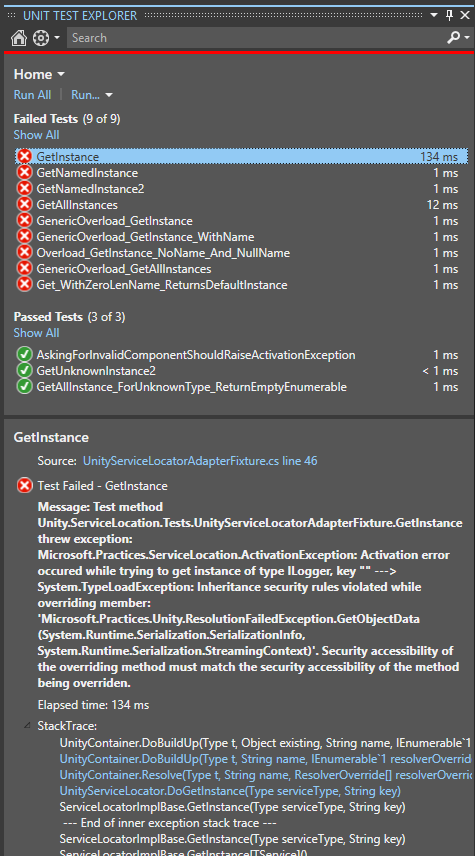 UNIT TEST EXPLORER
Search
Home
Run All | Run...
Failed Tests (9 of 9)
Show All
GetInstance 134 ms
GetNamedInstance 1 ms
GetNamedInstance2 1 ms
GetAllInstances 12 ms
GenericOverload_GetInstance 1 ms
GenericOverload_GetInstance_WithName 1 ms
Overload_GetInstance_NoName_And_NullName 1 ms
GenericOverload_GetAllInstances 1 ms
Get_WithZeroLenName_ReturnsDefaultInstance 1 ms
Passed Tests (3 of 3)
Show All
AskingForInvalidComponentShouldRaiseActivationException 1 ms
GetUnknownInstance2 < 1 ms
GetAllInstance_ForUnknownType_ReturnEmptyEnumerable 1 ms
GetInstance
Source: UnityServiceLocatorAdapterFixture.cs line 46
Test Failed - GetInstance
Message: Test method
Unity.ServiceLocation.Tests.UnityServiceLocatorAdapterFixture.GetInstance
threw exception:
Microsoft.Practices.ServiceLocation.ActivationException: Activation error
occured while trying to get instance of type ILogger, key "" --->
System.TypeLoadException: Inheritance security rules violated while
overriding member:
'Microsoft.Practices.Unity.ResolutionFailedException.GetObjectData
(System.Runtime.Serialization.SerializationInfo,
System.Runtime.Serialization.StreamingContext)'. Security accessibility of
the overriding method must match the security accessibility of the method
being overriden.
Elapsed time: 134 ms
StackTrace:
UnityContainer.DoBuildUp(Type t, Object existing, String name, IEnumerable`1
UnityContainer.DoBuildUp(Type t, String name, IEnumerable`1 resolverOverrid
UnityContainer.Resolve(Type t, String name, ResolverOverride[] resolverOverric
UnityServiceLocator.DoGetInstance(Type serviceType, String key)
ServiceLocatorImplBase.GetInstance(Type serviceType, String key)
--- End of inner exception stack trace ---
ServiceLocatorImplBase.GetInstance(Type serviceType, String key)
ServiceLocatorImplBase.GetInstance[TService]()